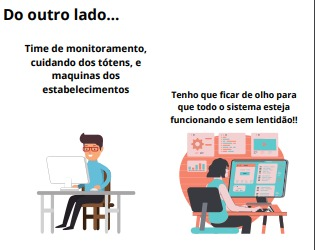 Do outro lado...
Time de monitoramento,
cuidando dos tótens, e
maquinas dos
estabelecimentos
Tenho que ficar de olho para
que todo o sistema esteja
funcionando e sem lentidão!!